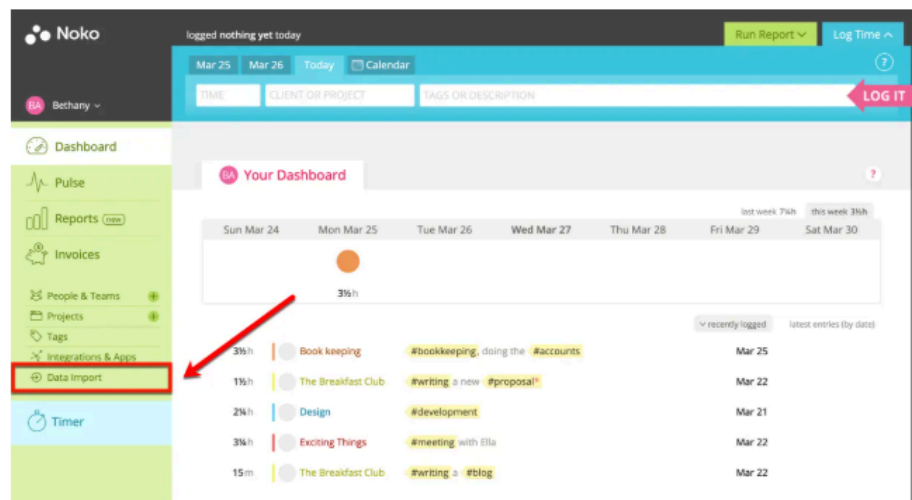 Noko
logged nothing yet today
Run Report
Log Time
Mar 25 Mar 26 Today Calendar
?
TIME CLIENT OR PROJECT TAGS OR DESCRIPTION
LOG IT
BA Bethany
Dashboard
Pulse
Reports new
Invoices
People & Teams
Projects
Tags
Integrations & Apps
Data Import
Timer
BA Your Dashboard
?
last week 7¼h this week 3½h
Sun Mar 24 Mon Mar 25 Tue Mar 26 Wed Mar 27 Thu Mar 28 Fri Mar 29 Sat Mar 30
3½h
recently logged latest entries (by date)
3½h Book keeping #bookkeeping, doing the #accounts Mar 25
1½h The Breakfast Club #writing a new #proposal* Mar 22
2¼h Design #development Mar 21
3¼h Exciting Things #meeting with Ella Mar 22
15m The Breakfast Club #writing a #blog Mar 22